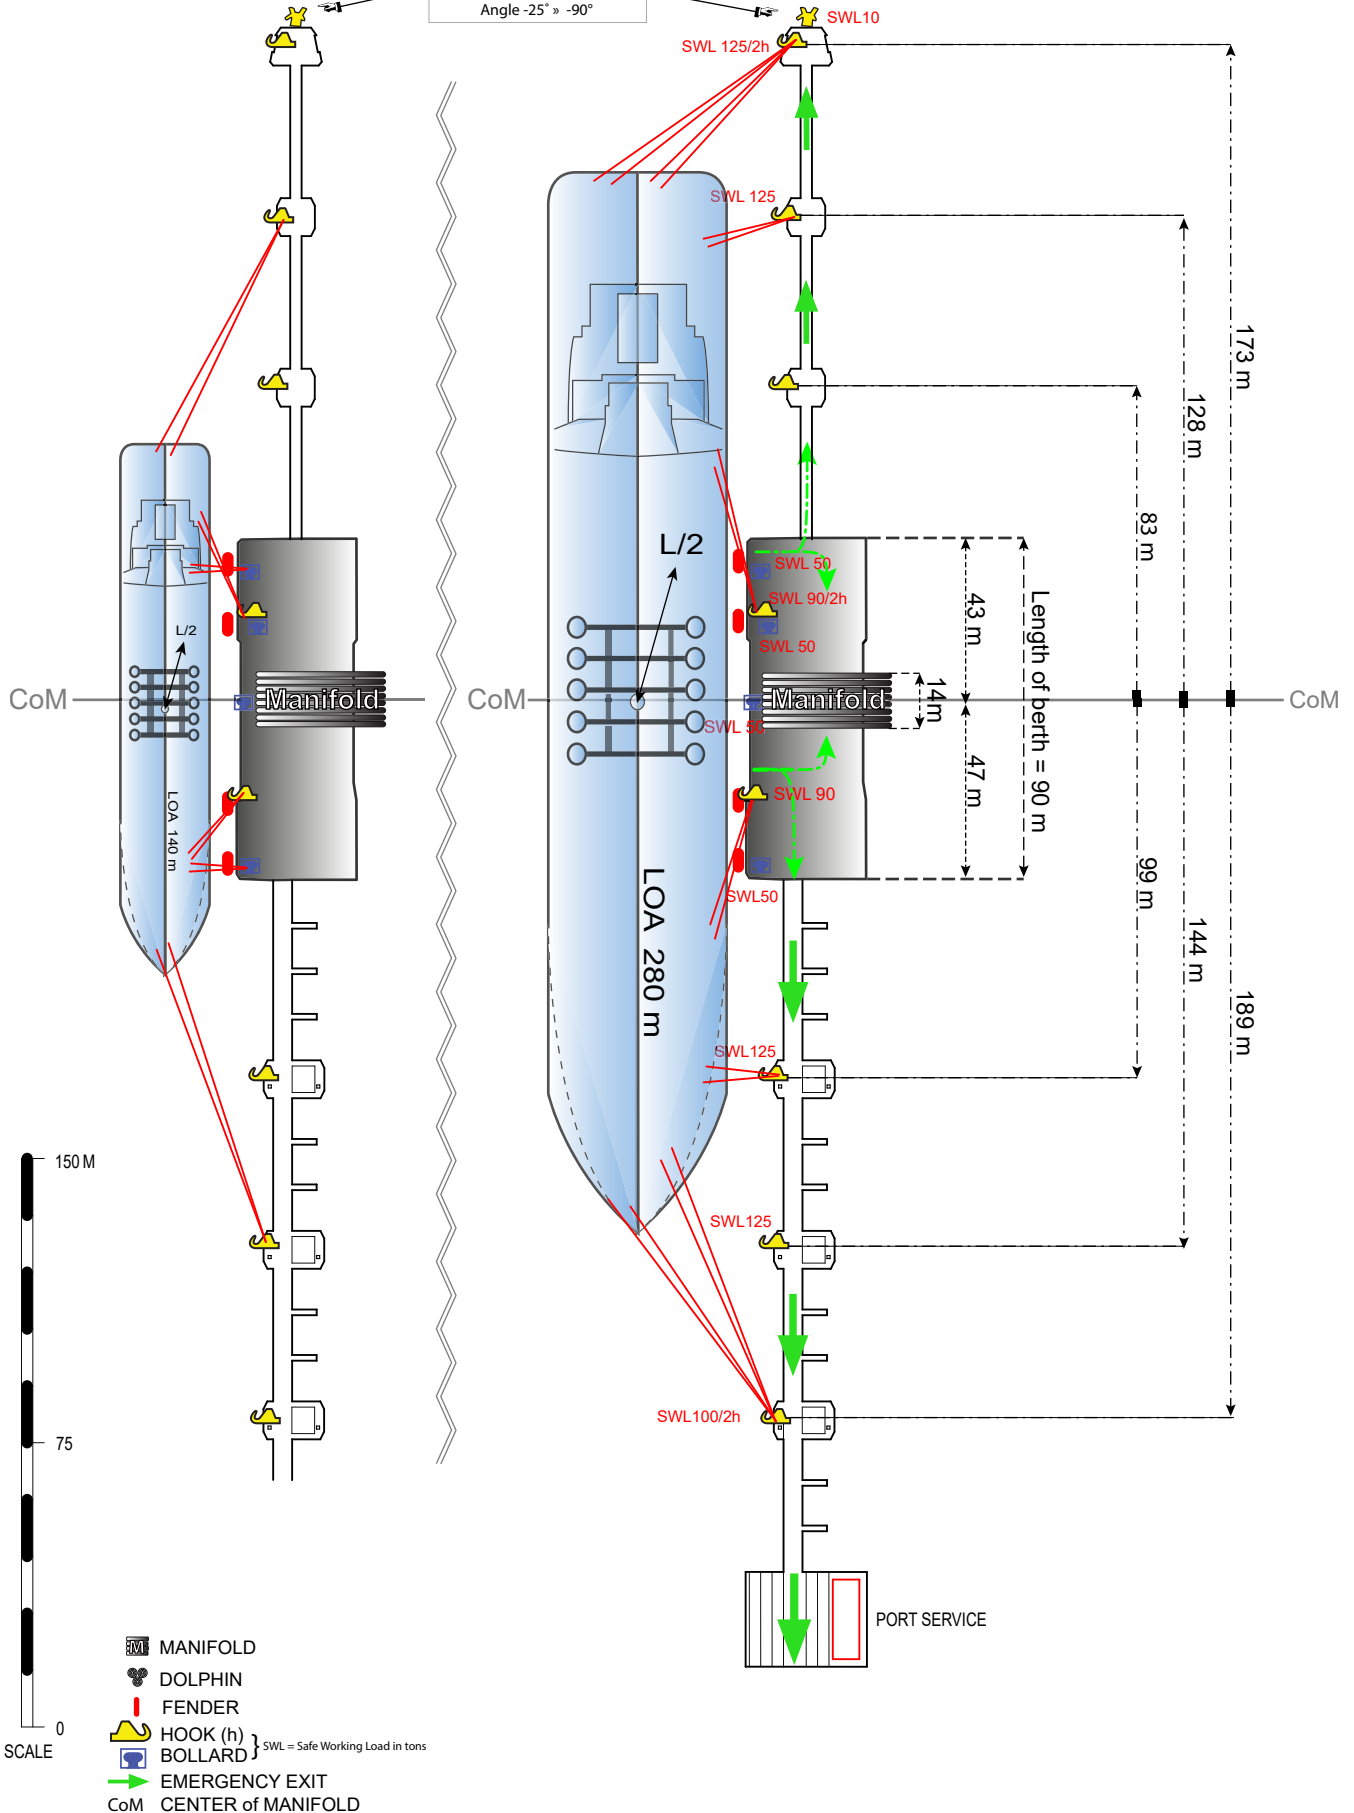 Angle -25° » -90°
SWL10
SWL 125/2h
SWL 125
173 m
128 m
83 m
L/2
SWL 50
SWL 90/2h
43 m
Length of berth = 90 m
L/2
SWL 50
CoM
Manifold
CoM
Manifold
14m
CoM
SWL 50
47 m
LOA 140 m
SWL 90
LOA 280 m
SWL50
99 m
144 m
189 m
SWL125
150 M
SWL125
SWL100/2h
75
PORT SERVICE
M MANIFOLD
DOLPHIN
FENDER
0
HOOK (h)
SCALE
BOLLARD } SWL = Safe Working Load in tons
EMERGENCY EXIT
CoM CENTER of MANIFOLD